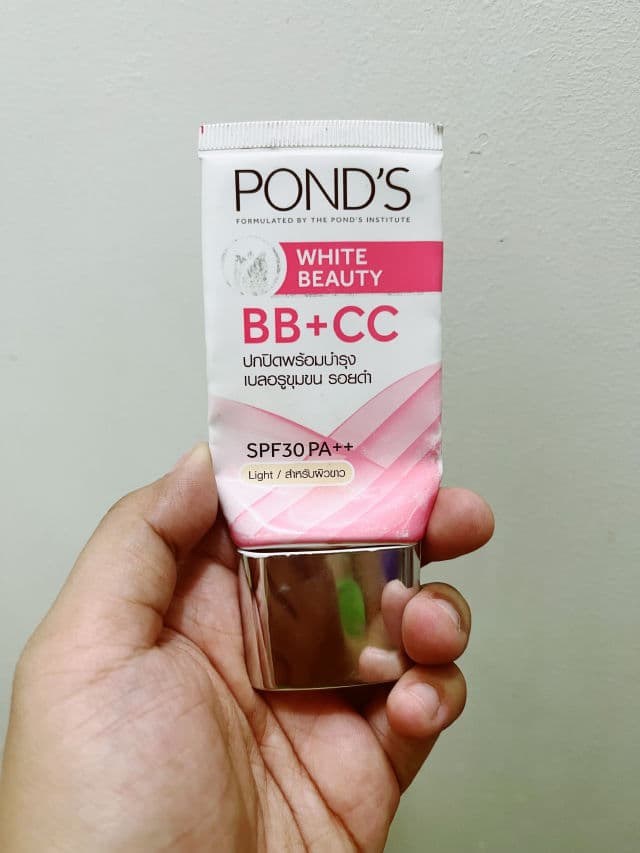 POND'S
FORMULATED BY THE POND'S INSTITUTE
WHITE
BEAUTY
BB+CC
ปกปิดพร้อมบำรุง
เบลอรูขุมขน รอยดำ
SPF30 PA++
Light / สำหรับผิวขาว